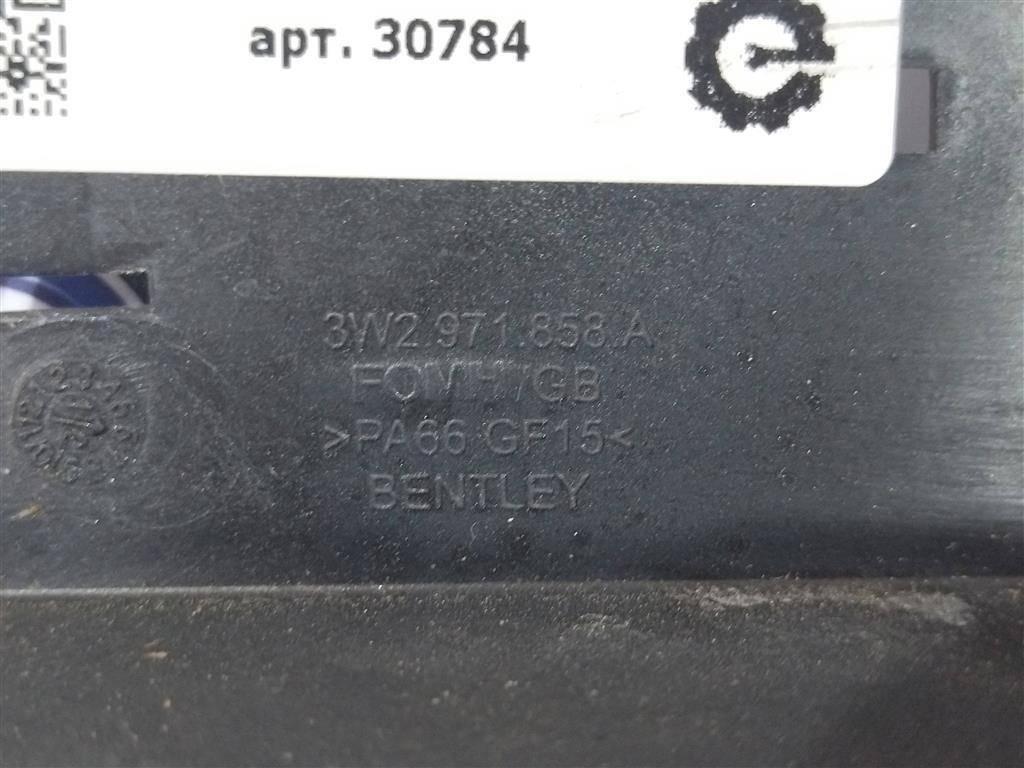 арт. 30784
3W2.971.858.A
>PA66 GF15<
BENTLEY